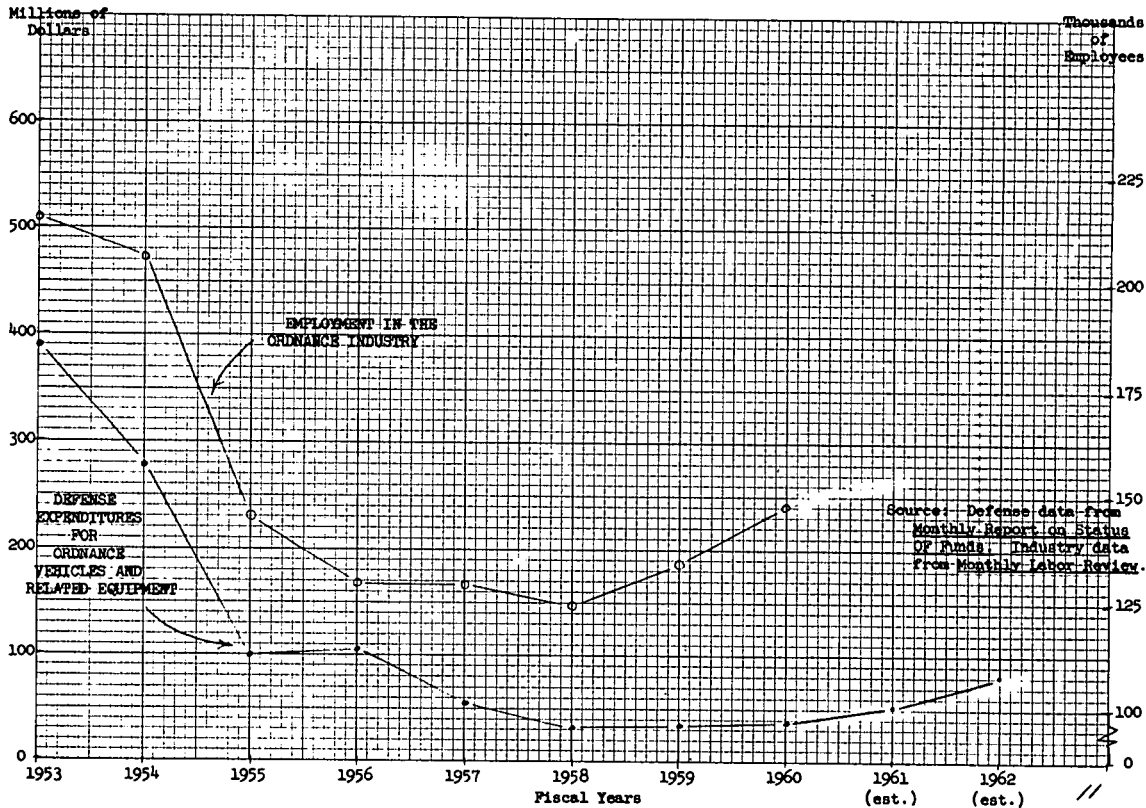 Millions of
Dollars
Thousands
of
Employees
600
500
400
300
200
100
0
225
200
175
150
125
100
0
EMPLOYMENT IN THE
ORDNANCE INDUSTRY
DEFENSE
EXPENDITURES
FOR
ORDNANCE
VEHICLES AND
RELATED EQUIPMENT
Source: Defense data from
Monthly Report on Status
OF Funds. Industry data
from Monthly Labor Review.
1953 1954 1955 1956 1957 1958 1959 1960 1961 1962
(est.) (est.)
Fiscal Years
11